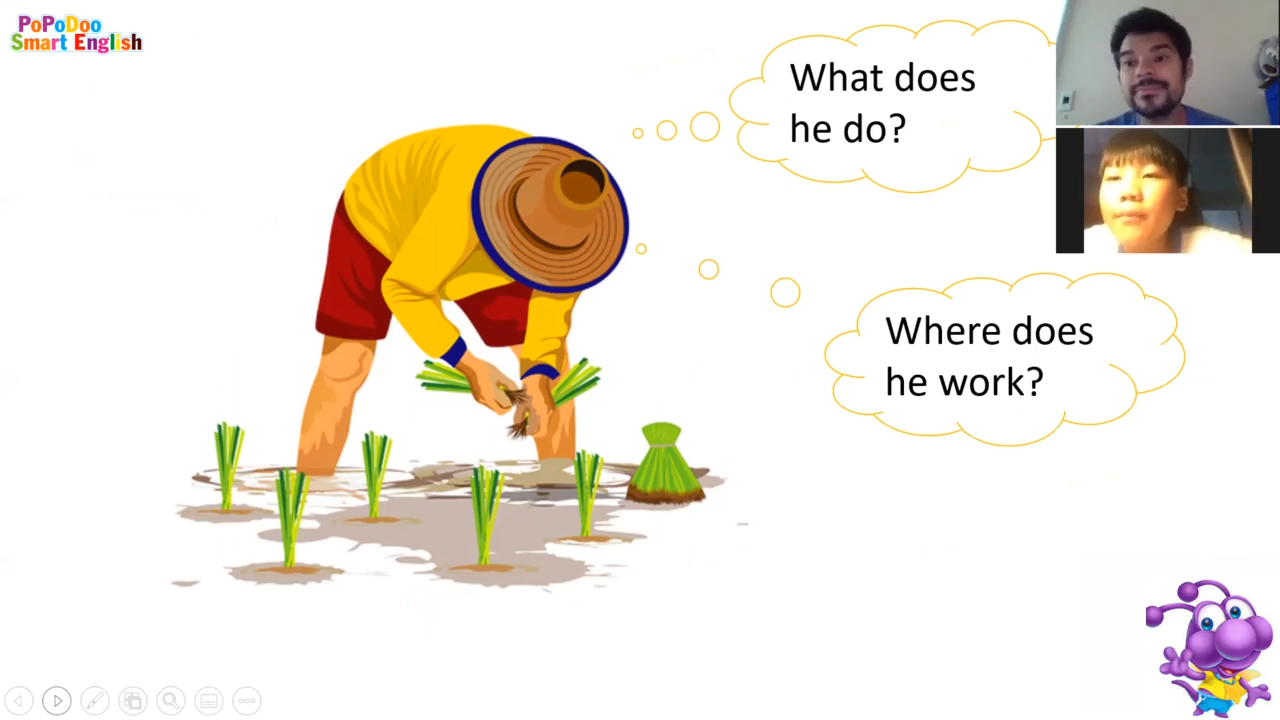 PoPoDoo
Smart English
What does
he do?
Where does
he work?